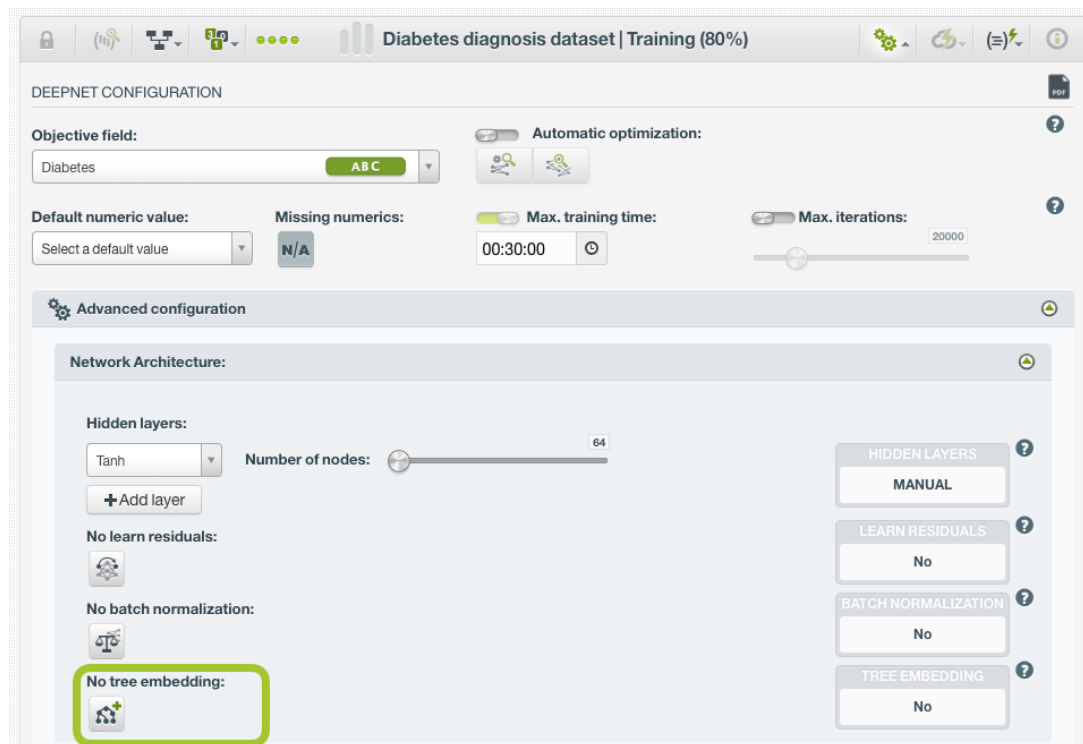 Diabetes diagnosis dataset | Training (80%)
(=)
DEEPNET CONFIGURATION
PDF
Objective field:
Automatic optimization:
Diabetes ABC
Default numeric value: Missing numerics: Max. training time: Max. iterations:
Select a default value N/A 00:30:00 20000
Advanced configuration
Network Architecture:
Hidden layers:
Tanh Number of nodes: 64
HIDDEN LAYERS
MANUAL
+Add layer
No learn residuals:
LEARN RESIDUALS
No
No batch normalization:
BATCH NORMALIZATION
No
No tree embedding:
TREE EMBEDDING
No